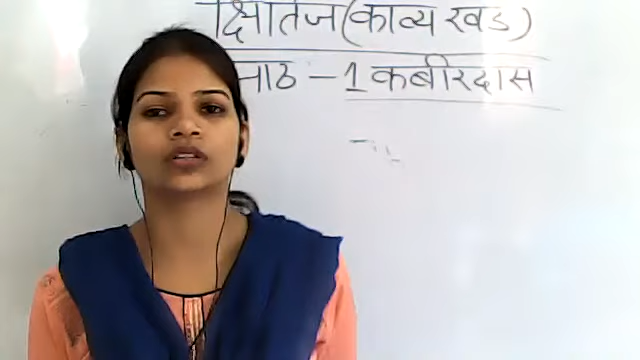 क्षितिज (काव्य खंड)
पाठ - 1 कबीरदास